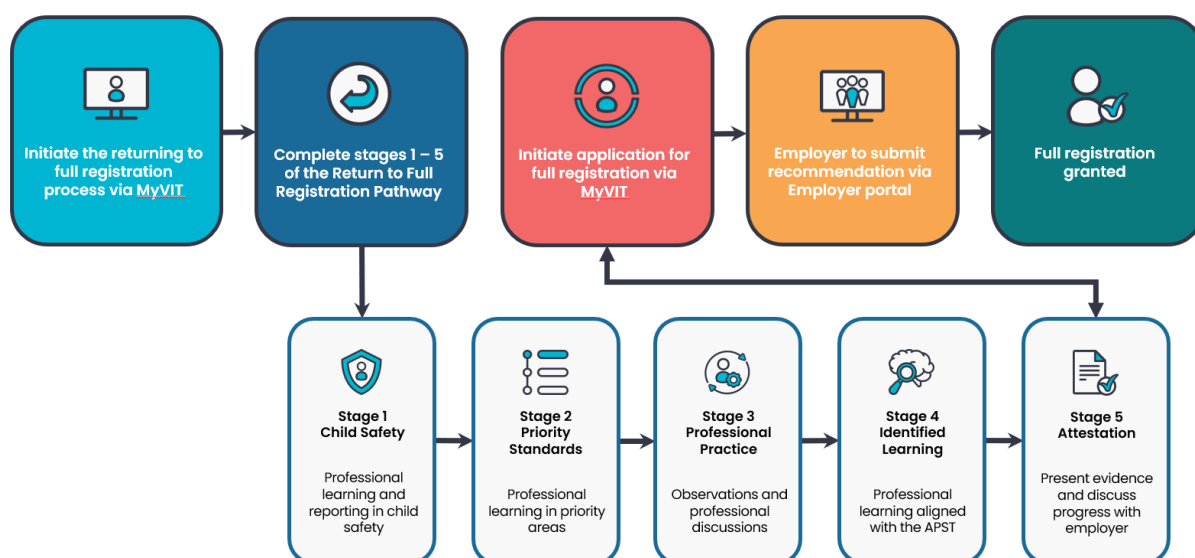 Initiate the returning to
full registration
process via MyVIT
Complete stages 1 – 5
of the Return to Full
Registration Pathway
Initiate application for
full registration via
MyVIT
Employer to submit
recommendation via
Employer portal
Full registration
granted
Stage 1
Child Safety
Professional
learning and
reporting in child
safety
Stage 2
Priority
Standards
Professional
learning in priority
areas
Stage 3
Professional
Practice
Observations and
professional
discussions
Stage 4
Identified
Learning
Professional
learning aligned
with the APST
Stage 5
Attestation
Present evidence
and discuss
progress with
employer